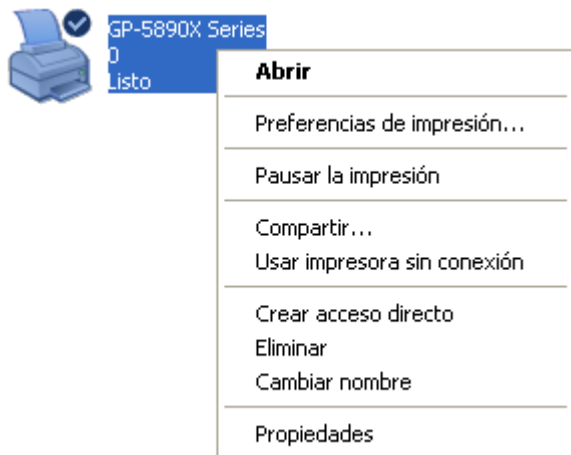 GP-5890X Series
0
Listo
Abrir
Preferencias de impresión...
Pausar la impresión
Compartir...
Usar impresora sin conexión
Crear acceso directo
Eliminar
Cambiar nombre
Propiedades